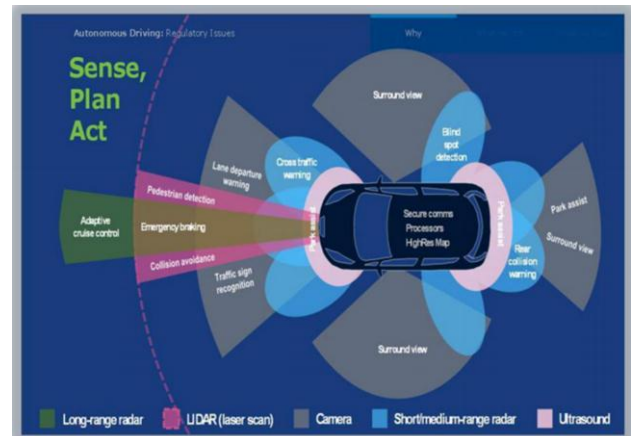 Autonomous Driving: Regulatory Issues
Why
Sense,
Plan
Act
Surround view
Blind
spot
detection
Lane departure
warning
Cross traffic
warning
Pedestrian detection
Adaptive
cruise control
Emergency braking
Park assist
Secure comms
Processors
HighRes Map
Park assist
Park assist
Surround view
Collision avoidance
Traffic sign
recognition
Rear
collision
warning
Surround view
Long-range radar
LIDAR (laser scan)
Camera
Short/medium-range radar
Ultrasound